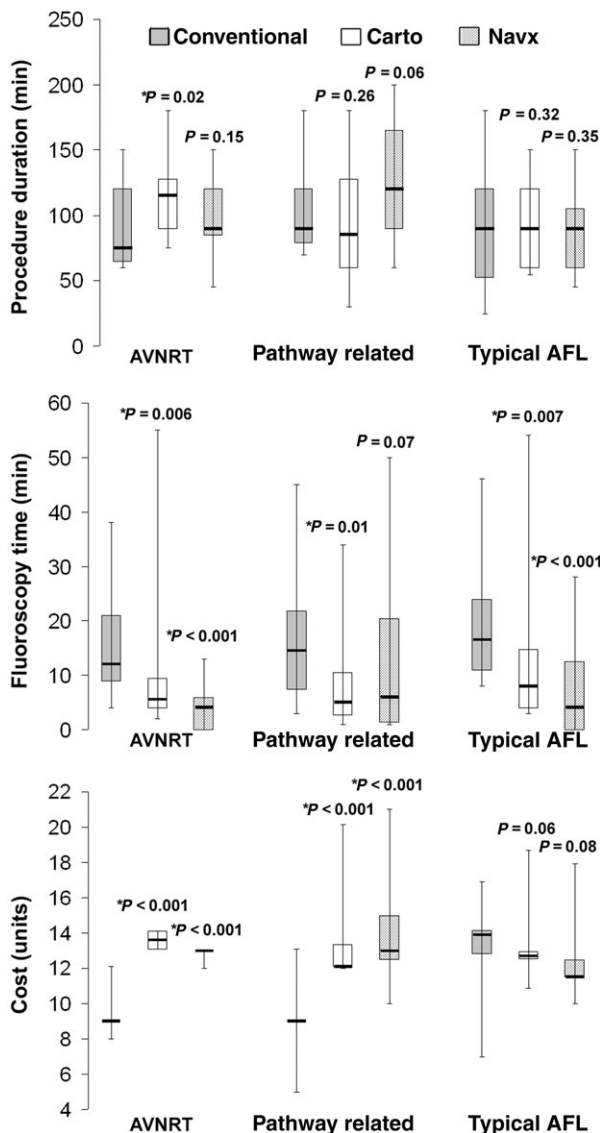 Conventional Carto Navx
Procedure duration (min)
250
200
150
100
50
0
*P = 0.02
P = 0.15
P = 0.26
P = 0.06
P = 0.32
P = 0.35
AVNRT Pathway related Typical AFL
Fluoroscopy time (min)
60
50
40
30
20
10
0
*P = 0.006
*P < 0.001
*P = 0.01
P = 0.07
*P = 0.007
*P < 0.001
AVNRT Pathway related Typical AFL
Cost (units)
22
20
18
16
14
12
10
8
6
4
*P < 0.001
*P < 0.001
*P < 0.001
*P < 0.001
P = 0.06
P = 0.08
AVNRT Pathway related Typical AFL